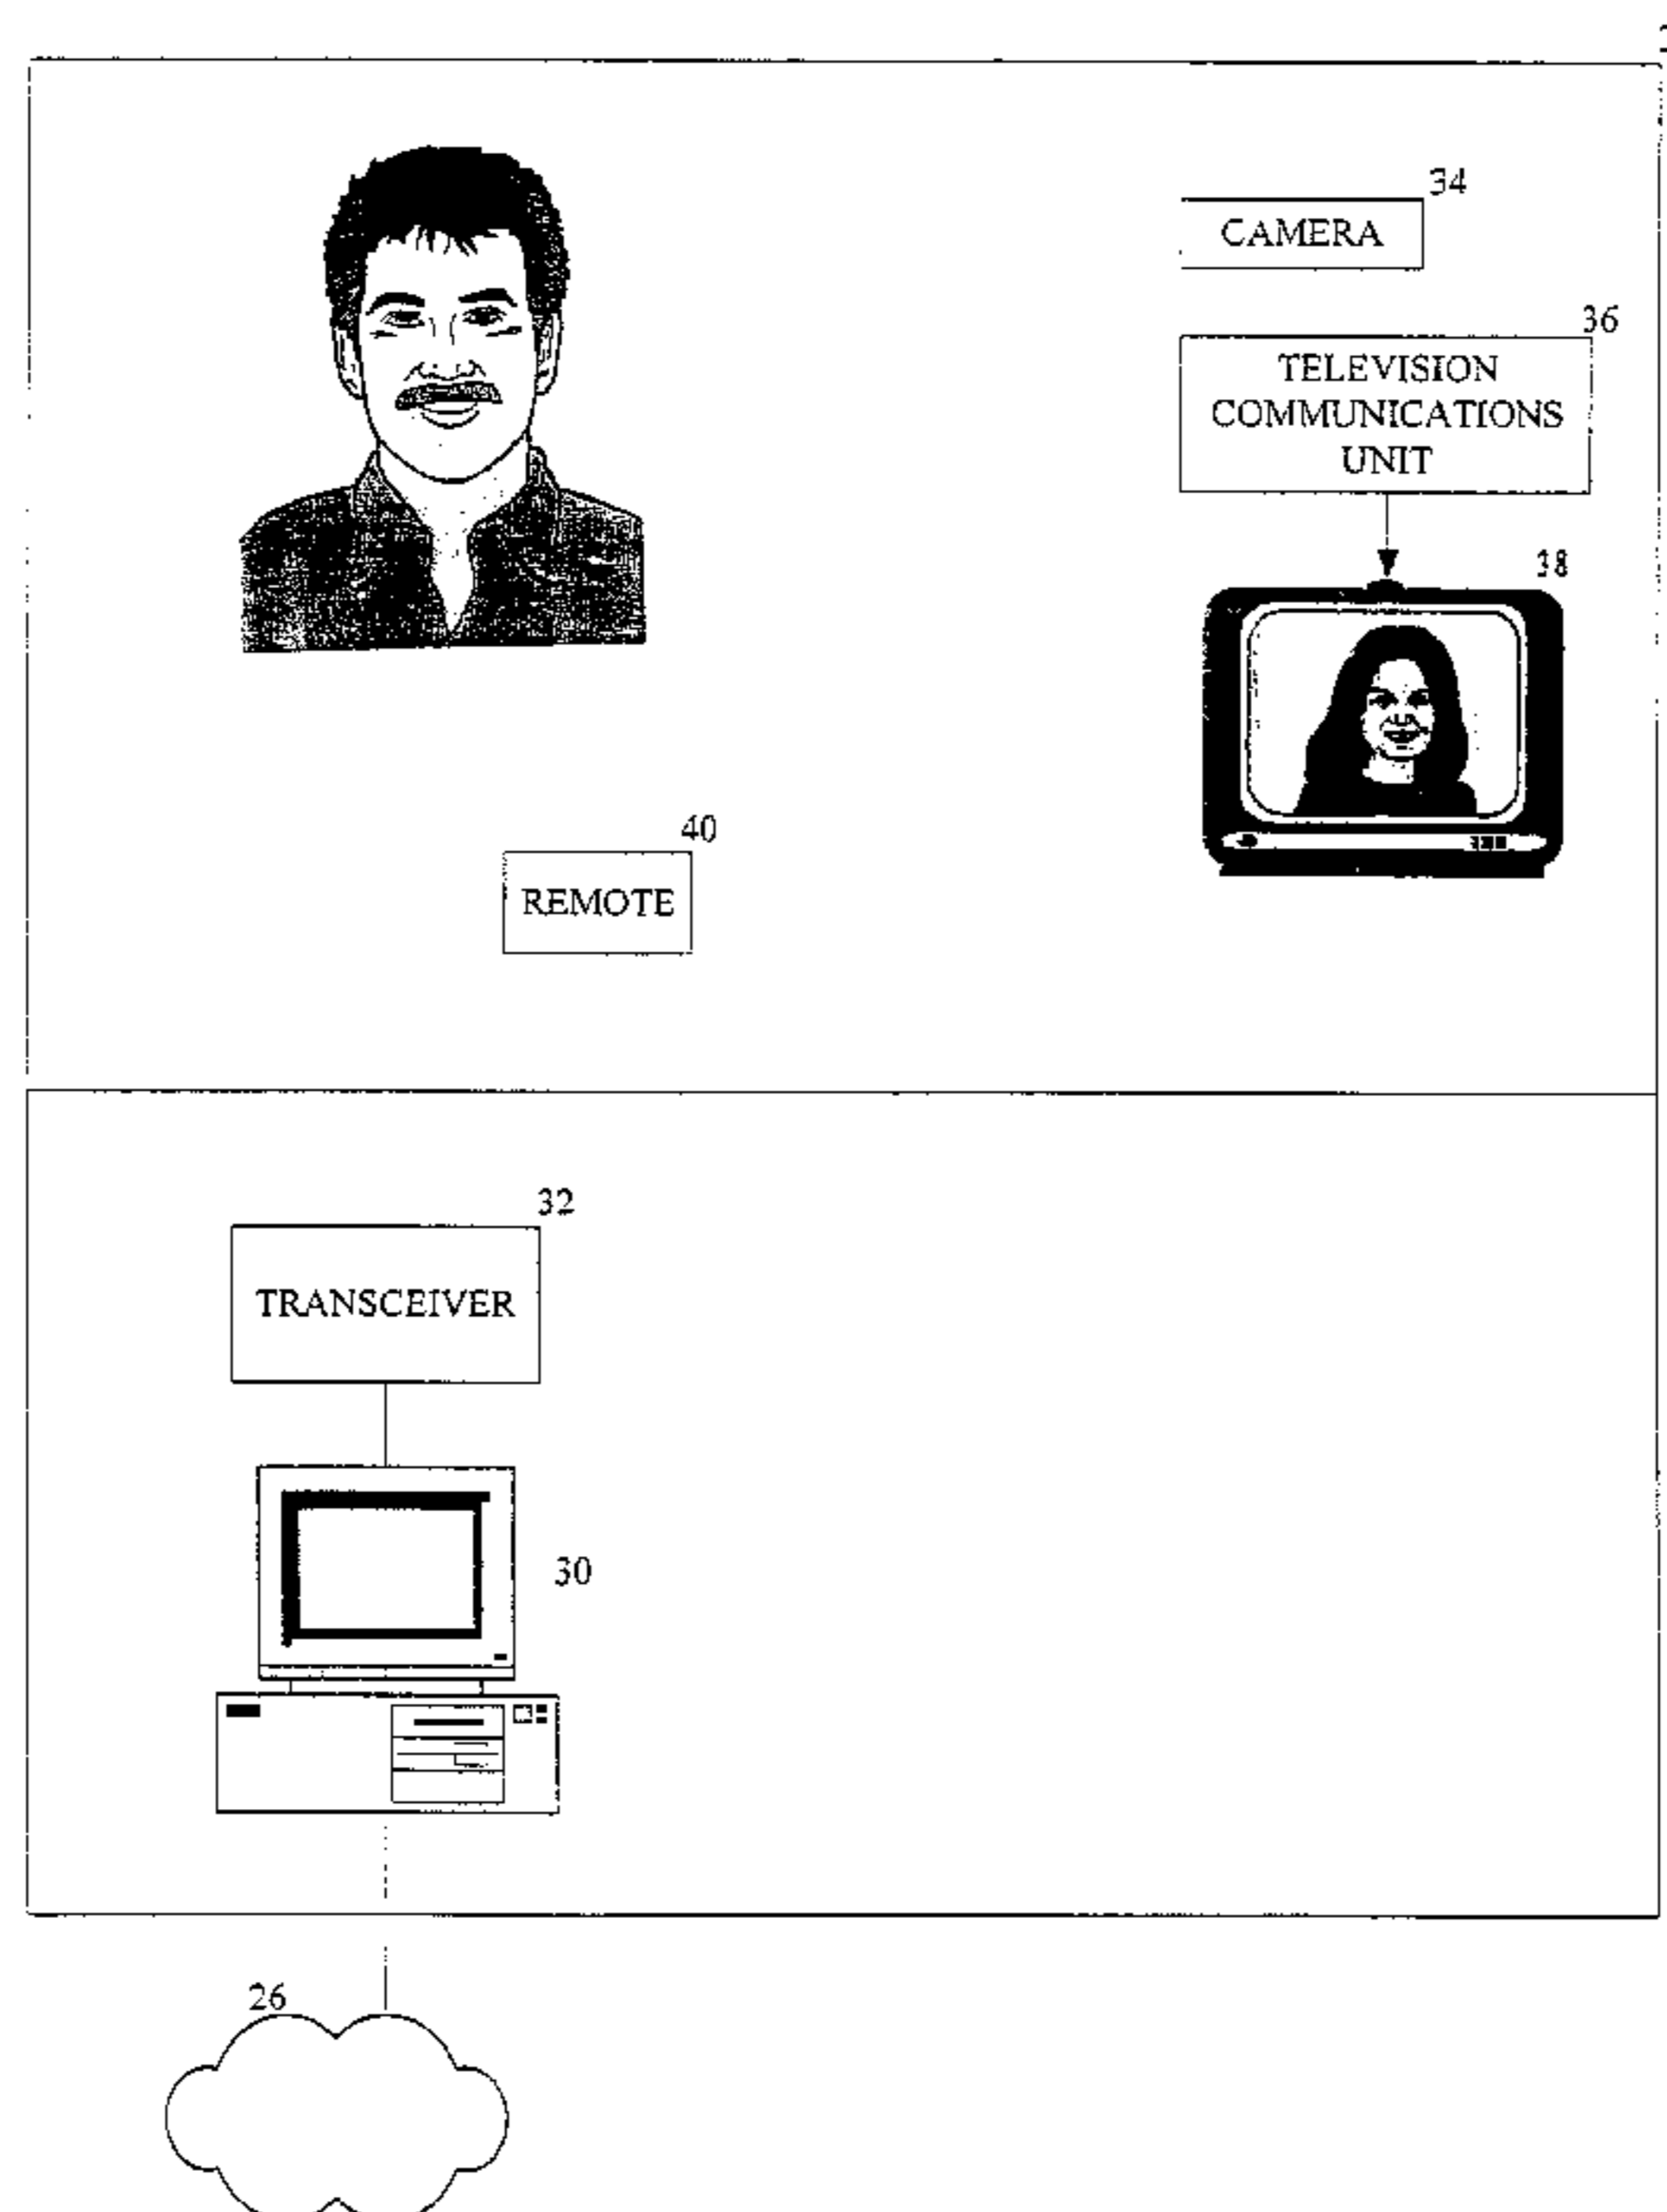 34
CAMERA
36
TELEVISION
COMMUNICATIONS
UNIT
38
40
REMOTE
32
TRANSCEIVER
30
26